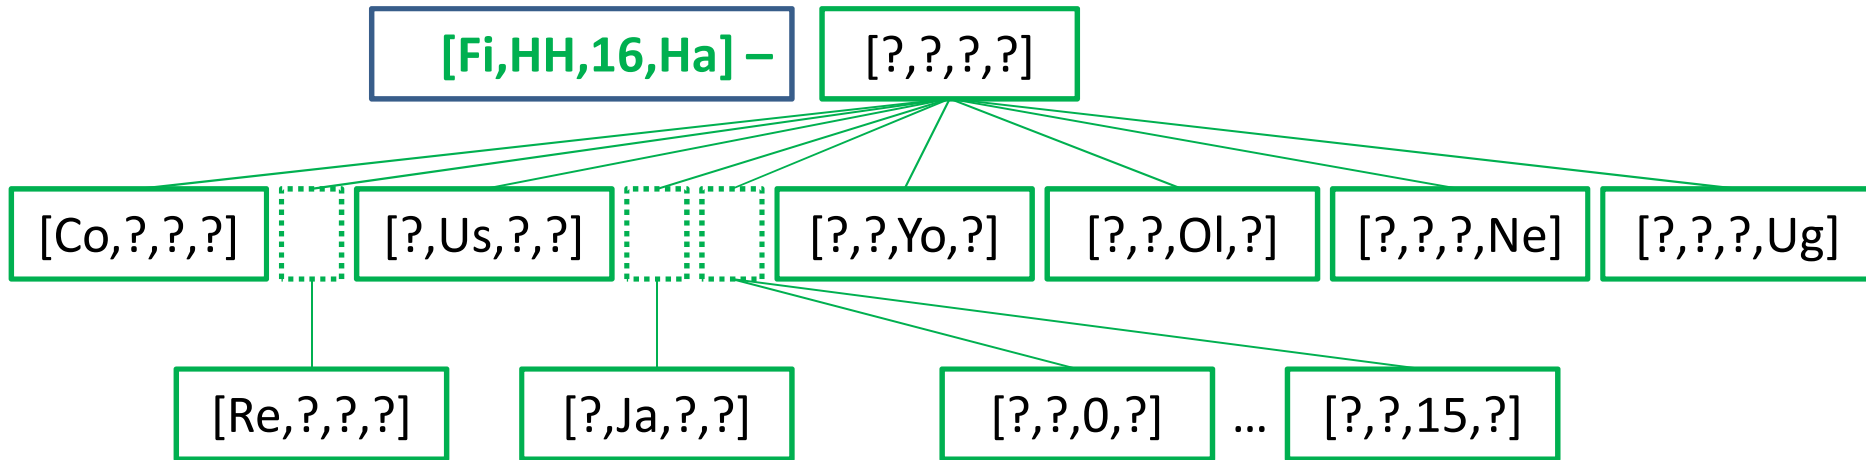 [Fi,HH,16,Ha] – [?,?,?,?]
[Co,?,?,?] [?,Us,?,?] [?,?,Yo,?] [?,?,Ol,?] [?,?,?,Ne] [?,?,?,Ug]
[Re,?,?,?] [?,Ja,?,?] [?,?,0,?] ... [?,?,15,?]